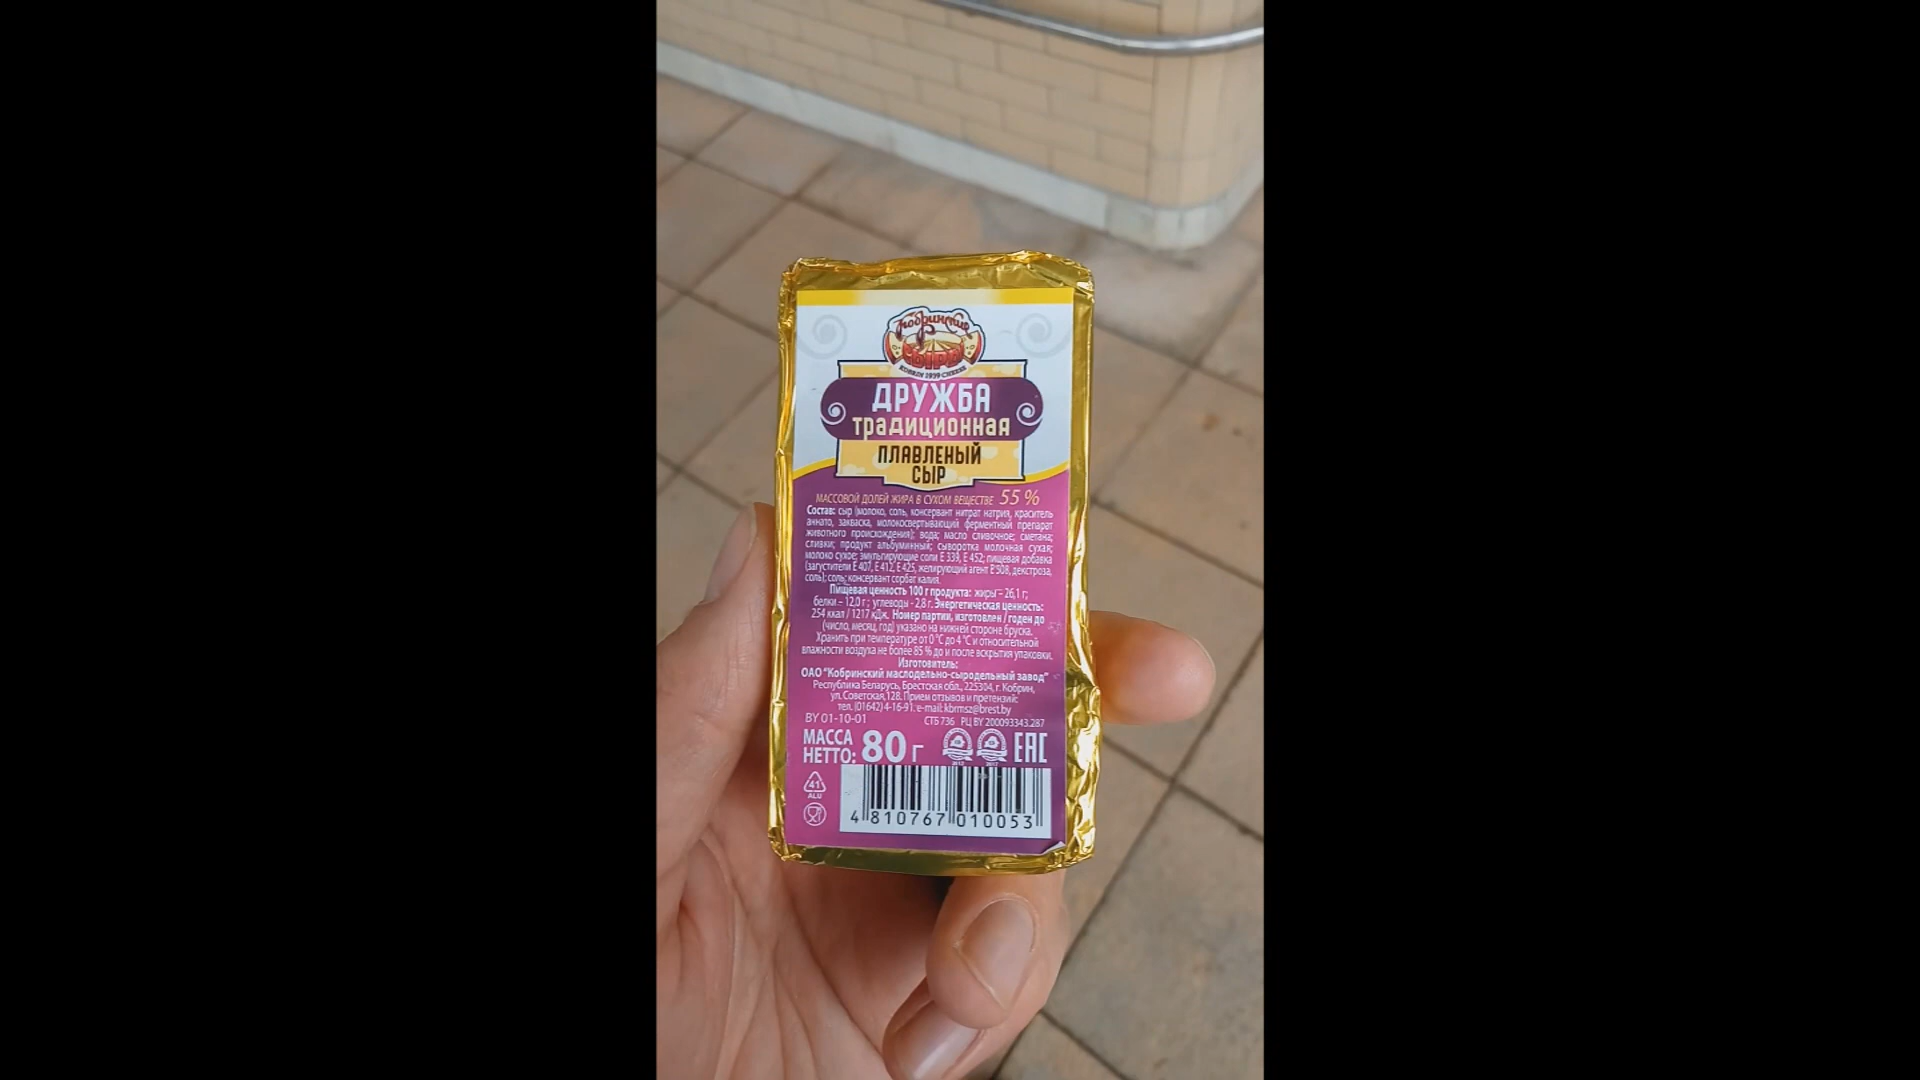 Кобринские
СЫРЫ
KOBRIN 1939 CHEESE
ДРУЖБА
традиционная
ПЛАВЛЕНЫЙ
СЫР
МАССОВОЙ ДОЛЕЙ ЖИРА В СУХОМ ВЕЩЕСТВЕ 55 %
Состав: сыр (молоко, соль, консервант нитрат натрия, краситель
аннато, закваска, молокосвертывающий ферментный препарат
животного происхождения); вода; масло сливочное; сметана;
сливки; продукт альбуминный; сыворотка молочная сухая;
молоко сухое; эмульгирующие соли Е 339, Е 452; пищевая добавка
(загустители Е 407, Е 412, Е 425, желирующий агент Е 508, декстроза,
соль); соль; консервант сорбат калия.
Пищевая ценность 100 г продукта: жиры – 26,1 г;
белки – 12,0 г; углеводы - 2,8 г. Энергетическая ценность:
254 ккал / 1217 кДж. Номер партии, изготовлен / годен до
(число, месяц, год) указано на нижней стороне бруска.
Хранить при температуре от 0 °С до 4 °С и относительной
влажности воздуха не более 85 % до и после вскрытия упаковки.
Изготовитель:
ОАО "Кобринский маслодельно-сыродельный завод"
Республика Беларусь, Брестская обл., 225304, г. Кобрин,
ул. Советская, 128. Прием отзывов и претензий:
тел. (01642) 4-16-91. e-mail: kbrmsz@brest.by
BY 01-10-01 СТБ 736 РЦ BY 200093343.287
МАССА
НЕТТО: 80 г EAC
41
ALU
4 810767 010053